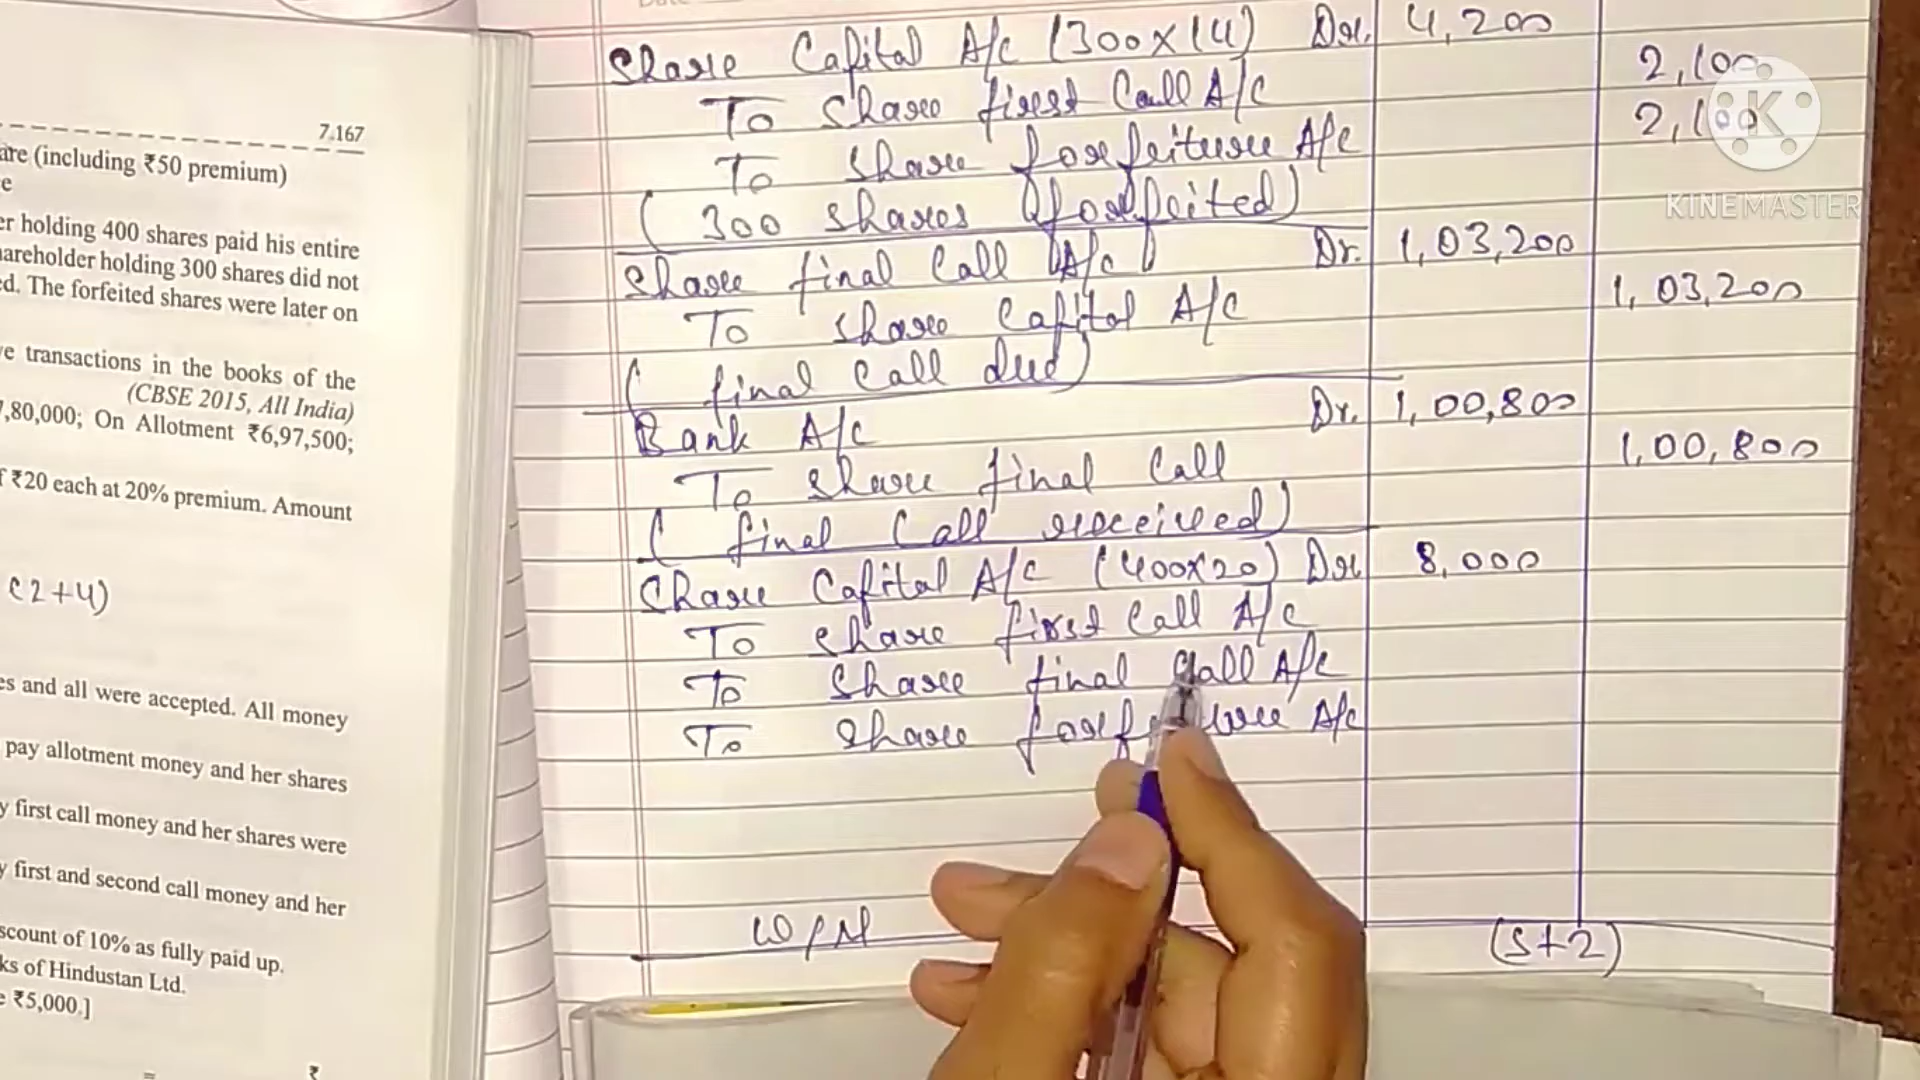 7.167
are (including ₹50 premium)
e
er holding 400 shares paid his entire
areholder holding 300 shares did not
ed. The forfeited shares were later on
e transactions in the books of the
(CBSE 2015, All India)
,80,000; On Allotment ₹6,97,500;
f ₹20 each at 20% premium. Amount
(2+4)
es and all were accepted. All money
pay allotment money and her shares
y first call money and her shares were
y first and second call money and her
scount of 10% as fully paid up.
ks of Hindustan Ltd.
e ₹5,000.]
=
₹
Share Capital A/c (300×14) Dr. 4,200
To Share first Call A/c 2,100
To Share forfeiture A/c 2,100
( 300 Shares forfeited)
Share final Call A/c Dr. 1,03,200
To Share Capital A/c 1,03,200
( final Call due)
Bank A/c Dr. 1,00,800
To Share final Call 1,00,800
( final Call received)
Share Capital A/c (400×20) Dr. 8,000
To Share first Call A/c
To Share final Call A/c
To Share A/c
W/N
(5+2)
K
KINEMASTER